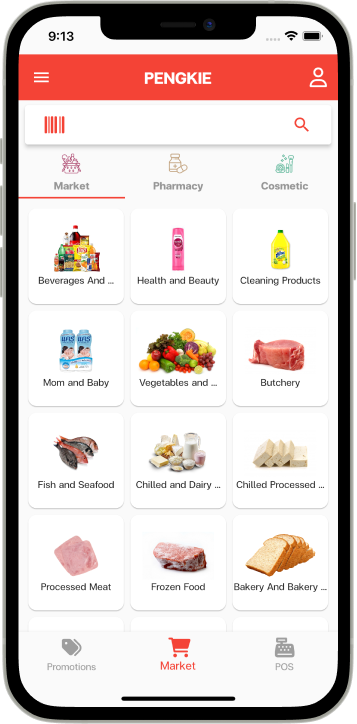 9:13
PENGKIE
Market
Pharmacy
Cosmetic
Beverages And ...
Health and Beauty
Cleaning Products
Mom and Baby
Vegetables and ...
Butchery
Fish and Seafood
Chilled and Dairy ...
Chilled Processed ...
Processed Meat
Frozen Food
Bakery And Bakery ...
Promotions
Market
POS